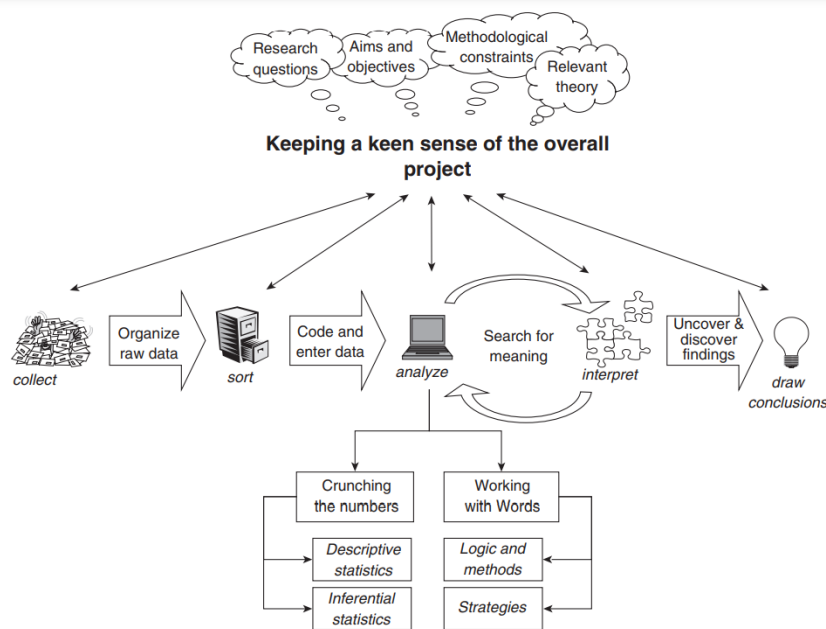 Research
questions
Aims and
objectives
Methodological
constraints
Relevant
theory
Keeping a keen sense of the overall
project
Organize
raw data
Code and
enter data
Search for
meaning
Uncover &
discover
findings
collect
sort
analyze
interpret
draw
conclusions
Crunching
the numbers
Working
with Words
Descriptive
statistics
Logic and
methods
Inferential
statistics
Strategies